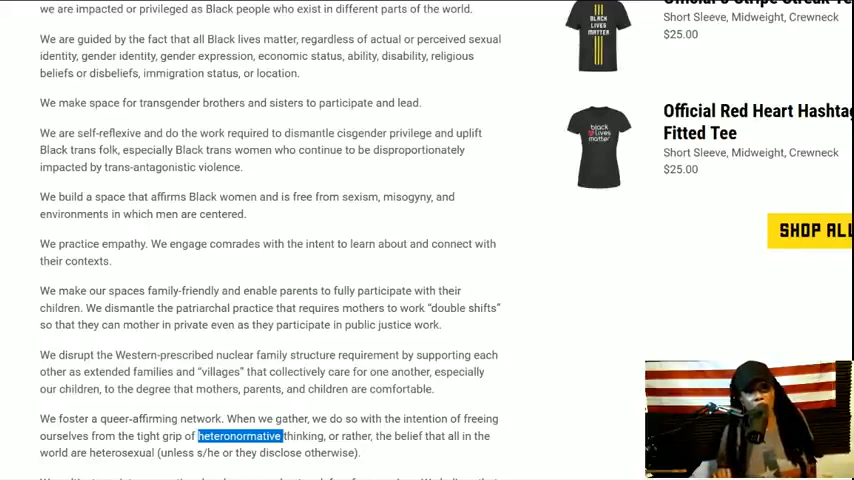 are impacted or privileged as Black people who exist in different parts of the world.
We are guided by the fact that all Black lives matter, regardless of actual or perceived sexual
identity, gender identity, gender expression, economic status, ability, disability, religious
beliefs or disbeliefs, immigration status, or location.
We make space for transgender brothers and sisters to participate and lead.
We are self-reflexive and do the work required to dismantle cisgender privilege and uplift
Black trans folk, especially Black trans women who continue to be disproportionately
impacted by trans-antagonistic violence.
We build a space that affirms Black women and is free from sexism, misogyny, and
environments in which men are centered.
We practice empathy. We engage comrades with the intent to learn about and connect with
their contexts.
We make our spaces family-friendly and enable parents to fully participate with their
children. We dismantle the patriarchal practice that requires mothers to work “double shifts”
so that they can mother in private even as they participate in public justice work.
We disrupt the Western-prescribed nuclear family structure requirement by supporting each
other as extended families and “villages” that collectively care for one another, especially
our children, to the degree that mothers, parents, and children are comfortable.
We foster a queer-affirming network. When we gather, we do so with the intention of freeing
ourselves from the tight grip of heteronormative thinking, or rather, the belief that all in the
world are heterosexual (unless s/he or they disclose otherwise).
BLACK
LIVES
MATTER
Short Sleeve, Midweight, Crewneck
$25.00
black
lives
matter
Official Red Heart Hashtag
Fitted Tee
Short Sleeve, Midweight, Crewneck
$25.00
SHOP ALL